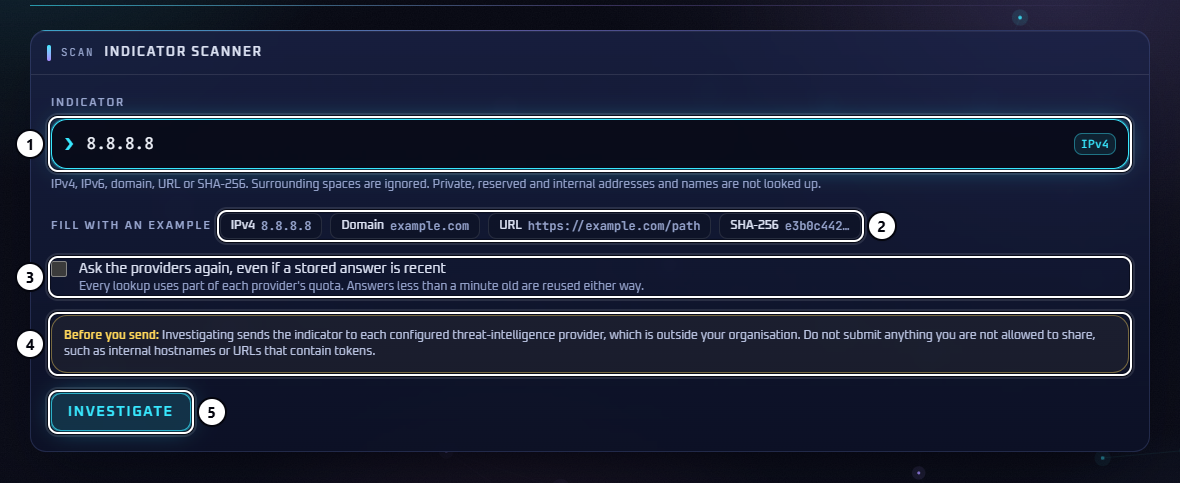 SCAN INDICATOR SCANNER
INDICATOR
1
❯ 8.8.8.8 IPv4
IPv4, IPv6, domain, URL or SHA-256. Surrounding spaces are ignored. Private, reserved and internal addresses and names are not looked up.
FILL WITH AN EXAMPLE IPv4 8.8.8.8 Domain example.com URL https://example.com/path SHA-256 e3b0c442… 2
3
Ask the providers again, even if a stored answer is recent
Every lookup uses part of each provider's quota. Answers less than a minute old are reused either way.
4
Before you send: Investigating sends the indicator to each configured threat-intelligence provider, which is outside your organisation. Do not submit anything you are not allowed to share,
such as internal hostnames or URLs that contain tokens.
INVESTIGATE 5